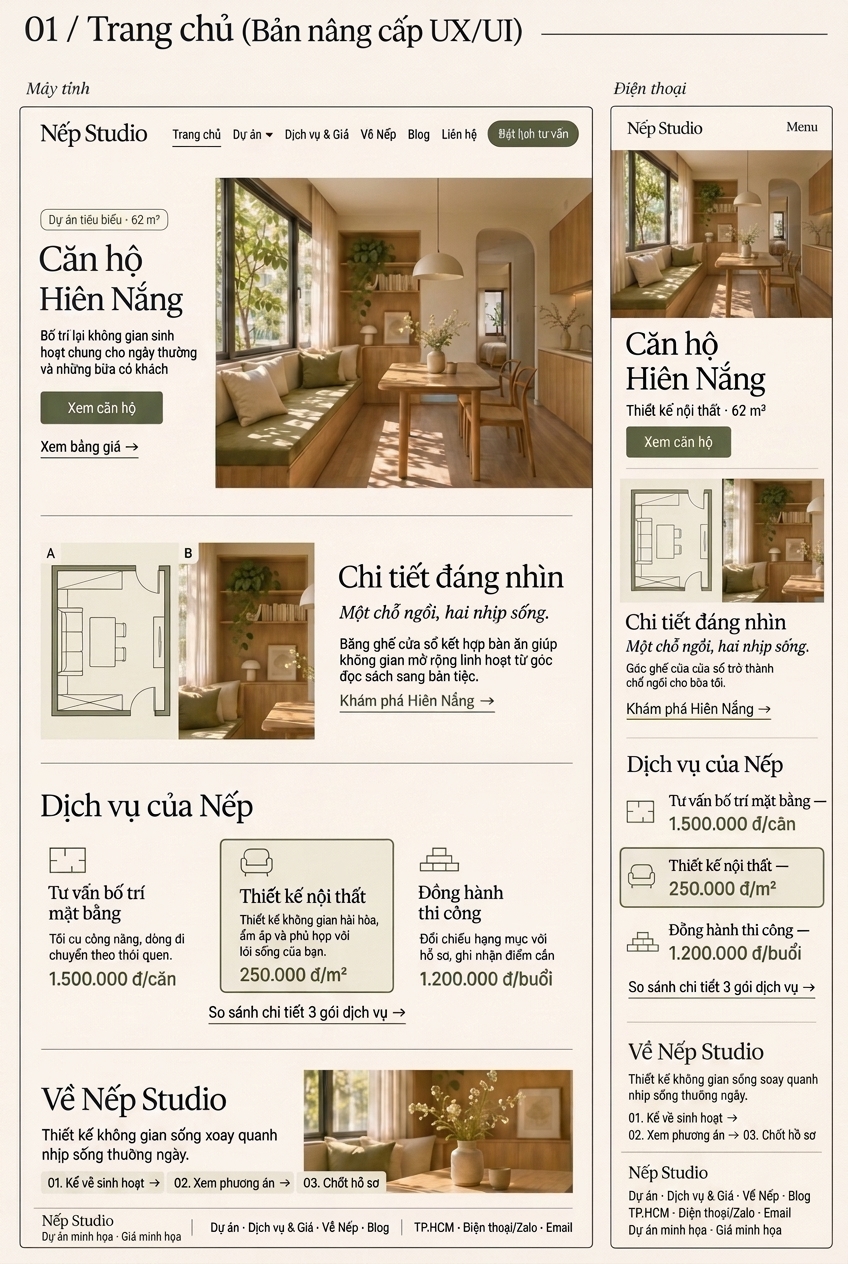 01 / Trang chủ (Bản nâng cấp UX/UI)
Máy tính
Nếp Studio
Trang chủ
Dự án
Dịch vụ & Giá
Về Nếp
Blog
Liên hệ
tư vấn
Dự án tiêu biểu · 62 m²
Căn hộ
Hiên Nắng
Bố trí lại không gian sinh
hoạt chung cho ngày thường
và những bữa có khách
Xem căn hộ
Xem bảng giá →
A
B
Chi tiết đáng nhìn
Một chỗ ngồi, hai nhịp sống.
Băng ghế cửa sổ kết hợp bàn ăn giúp
không gian mở rộng linh hoạt từ góc
đọc sách sang bàn tiệc.
Khám phá Hiên Nắng →
Dịch vụ của Nếp
Tư vấn bố trí
mặt bằng
Tối cu công năng, dòng di
chuyển theo thói quen.
1.500.000 đ/căn
Thiết kế nội thất
Thiết kế không gian hài hòa,
ấm áp và phù họp với
lối sống của bạn.
250.000 đ/m²
Đồng hành
thi công
Đối chiếu hạng mục với
hồ sơ, ghi nhận điểm cần
1.200.000 đ/buổi
So sánh chi tiết 3 gói dịch vụ →
Về Nếp Studio
Thiết kế không gian sống xoay quanh
nhịp sống thường ngày.
01. Kể về sinh hoạt →
02. Xem phương án →
03. Chốt hồ sơ
Nếp Studio
Dự án minh họa · Giá minh họa
Dự án · Dịch vụ & Giá · Về Nếp · Blog
TP.HCM · Điện thoại/Zalo · Email
Điện thoại
Nếp Studio
Menu
Căn hộ
Hiên Nắng
Thiết kế nội thất · 62 m³
Xem căn hộ
Chi tiết đáng nhìn
Một chỗ ngồi, hai nhịp sống.
Góc ghế cùa của sổ trở thành
chỗ ngồi cho bòa tối.
Khám phá Hiên Nắng →
Dịch vụ của Nếp
Tư vấn bố trí mặt bằng —
1.500.000 đ/căn
Thiết kế nội thất —
250.000 đ/m²
Đồng hành thi công —
1.200.000 đ/buổi
So sánh chi tiết 3 gói dịch vụ →
Về Nếp Studio
Thiết kế không gian sống soay quanh
nhịp sống thường ngày.
01. Kể về sinh hoạt →
02. Xem phương án → 03. Chốt hồ sơ
Nếp Studio
Dự án · Dịch vụ & Giá · Về Nếp · Blog
TP.HCM · Điện thoại/Zalo · Email
Dự án minh họa · Giá minh họa